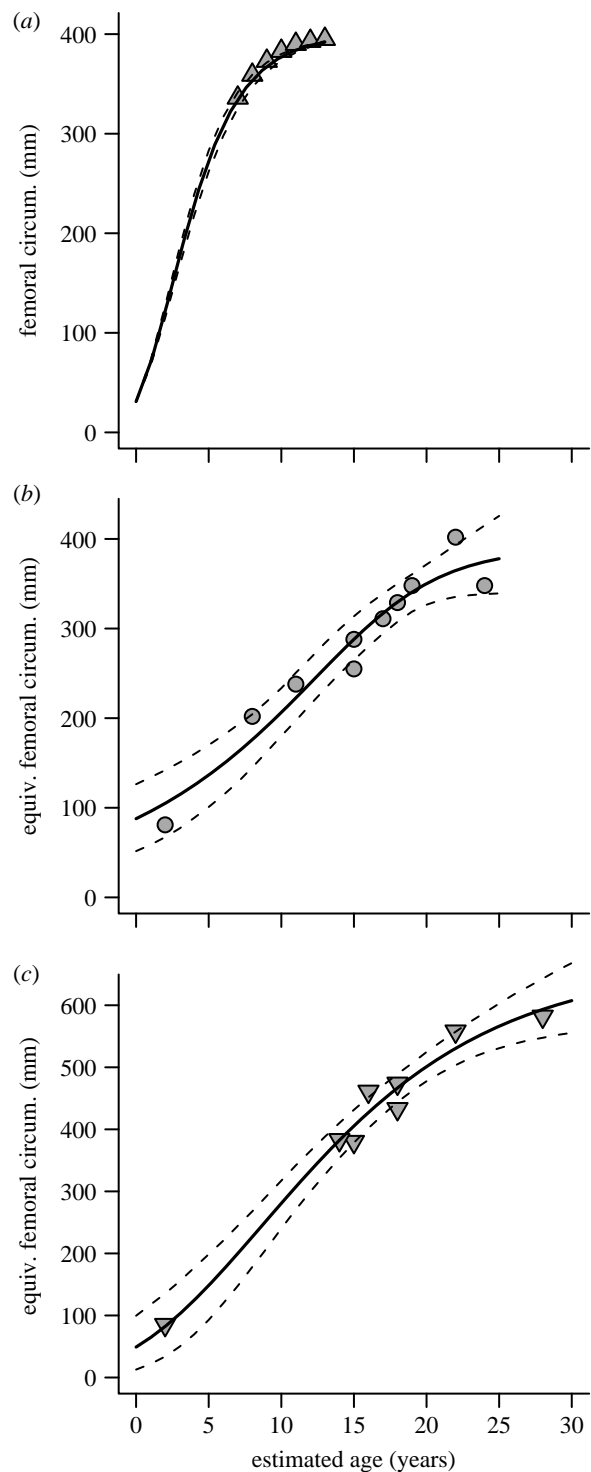 (a)
femoral circum. (mm)
400
300
200
100
0
(b)
equiv. femoral circum. (mm)
400
300
200
100
0
(c)
equiv. femoral circum. (mm)
600
500
400
300
200
100
0
0 5 10 15 20 25 30
estimated age (years)